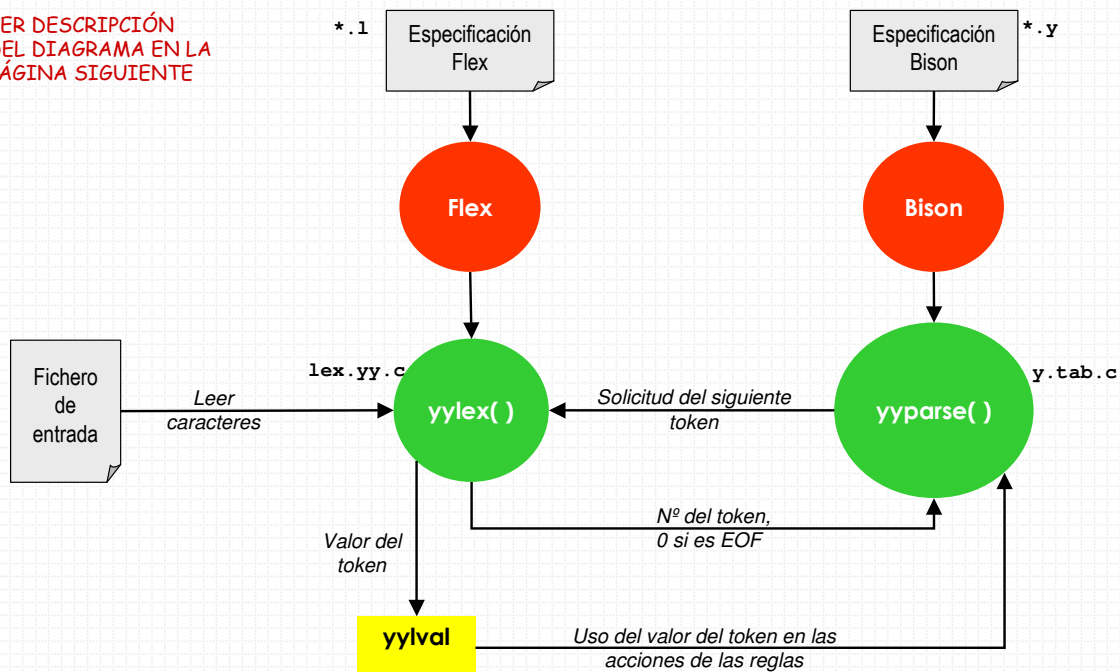 ER DESCRIPCIÓN
EL DIAGRAMA EN LA
ÁGINA SIGUIENTE
*.l
Especificación
Flex
Especificación
Bison
*.y
Flex
Bison
Fichero
de
entrada
Leer
caracteres
lex.yy.c
yylex( )
Solicitud del siguiente
token
yyparse( )
y.tab.c
Nº del token,
0 si es EOF
Valor del
token
yylval
Uso del valor del token en las
acciones de las reglas